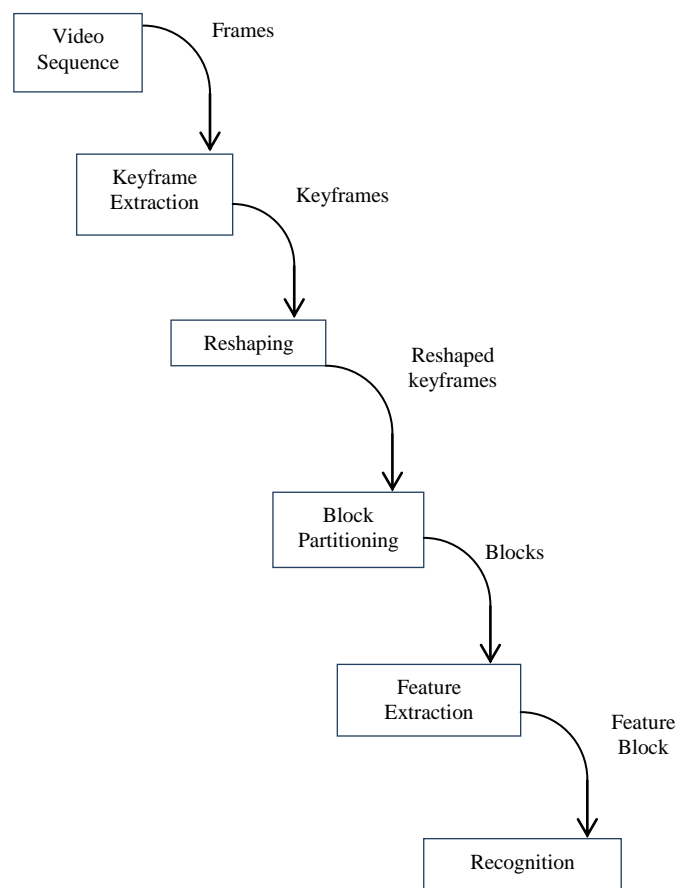 Video
Sequence
Frames
Keyframe
Extraction
Keyframes
Reshaping
Reshaped
keyframes
Block
Partitioning
Blocks
Feature
Extraction
Feature
Block
Recognition